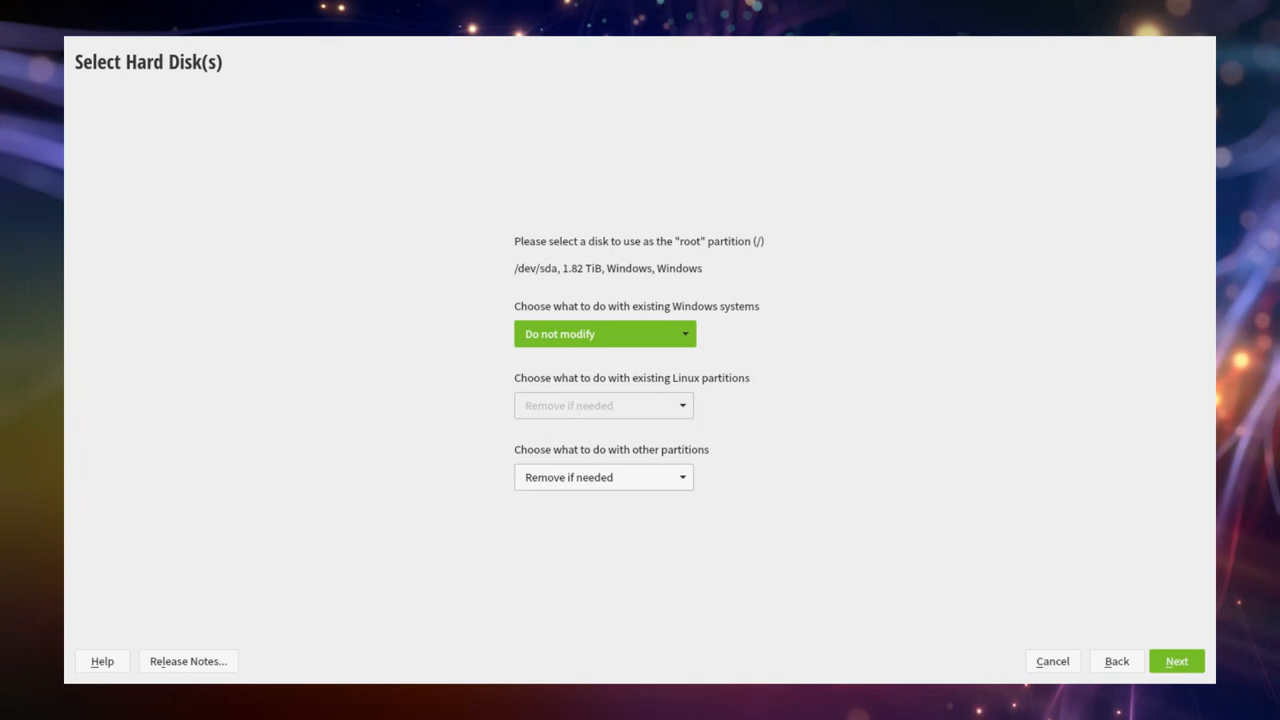 Select Hard Disk(s)
Please select a disk to use as the "root" partition (/)
/dev/sda, 1.82 TiB, Windows, Windows
Choose what to do with existing Windows systems
Do not modify
Choose what to do with existing Linux partitions
Remove if needed
Choose what to do with other partitions
Remove if needed
Help
Release Notes...
Cancel
Back
Next